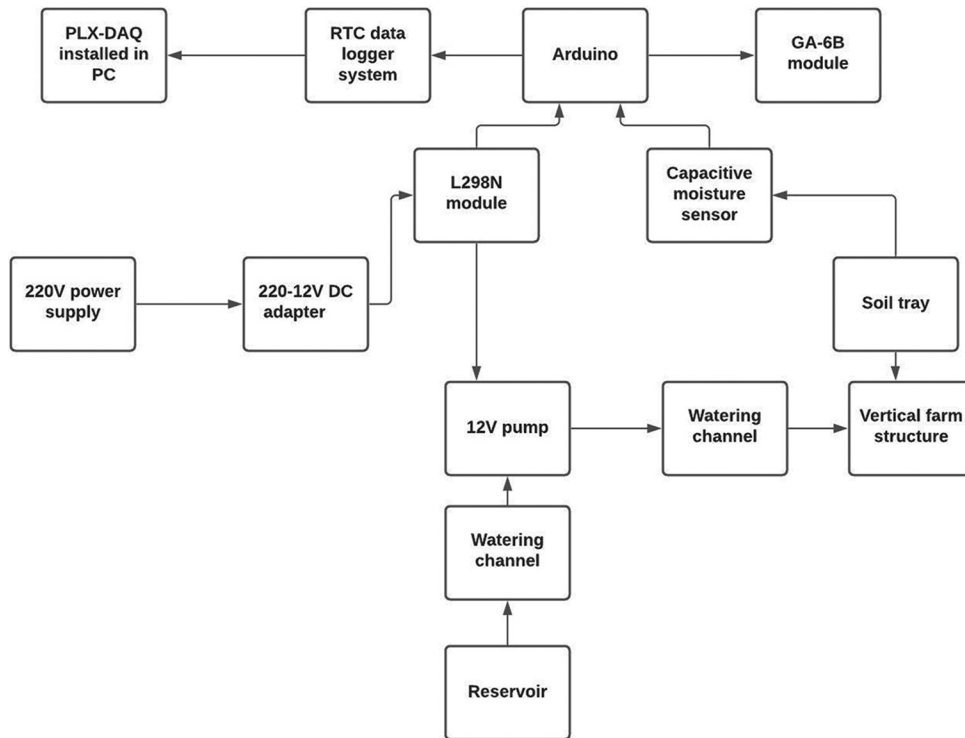 PLX-DAQ
installed in
PC
RTC data
logger
system
Arduino
GA-6B
module
L298N
module
Capacitive
moisture
sensor
220V power
supply
220-12V DC
adapter
Soil tray
12V pump
Watering
channel
Vertical farm
structure
Watering
channel
Reservoir